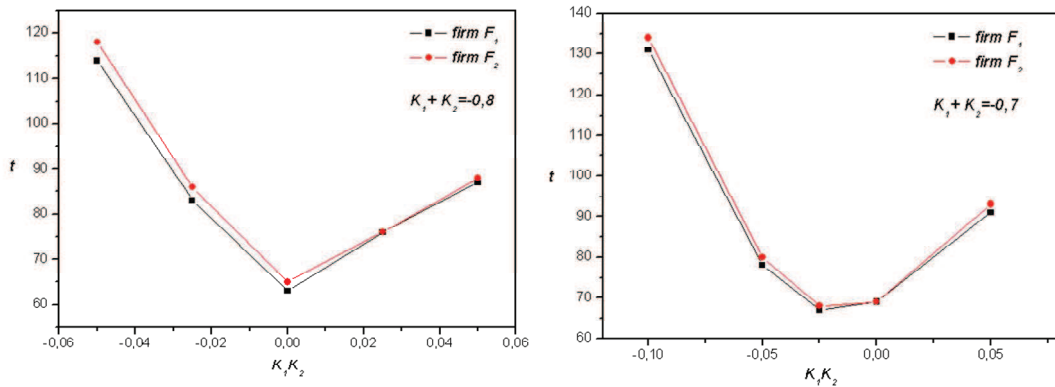 120
110
100
90
80
70
60
t
-0,06
-0,04
-0,02
0,00
0,02
0,04
0,06
K₁K₂
firm F₁
firm F₂
K₁ + K₂=-0,8
140
130
120
110
100
90
80
70
60
t
-0,10
-0,05
0,00
0,05
K₁K₂
firm F₁
firm F₂
K₁ + K₂=-0,7